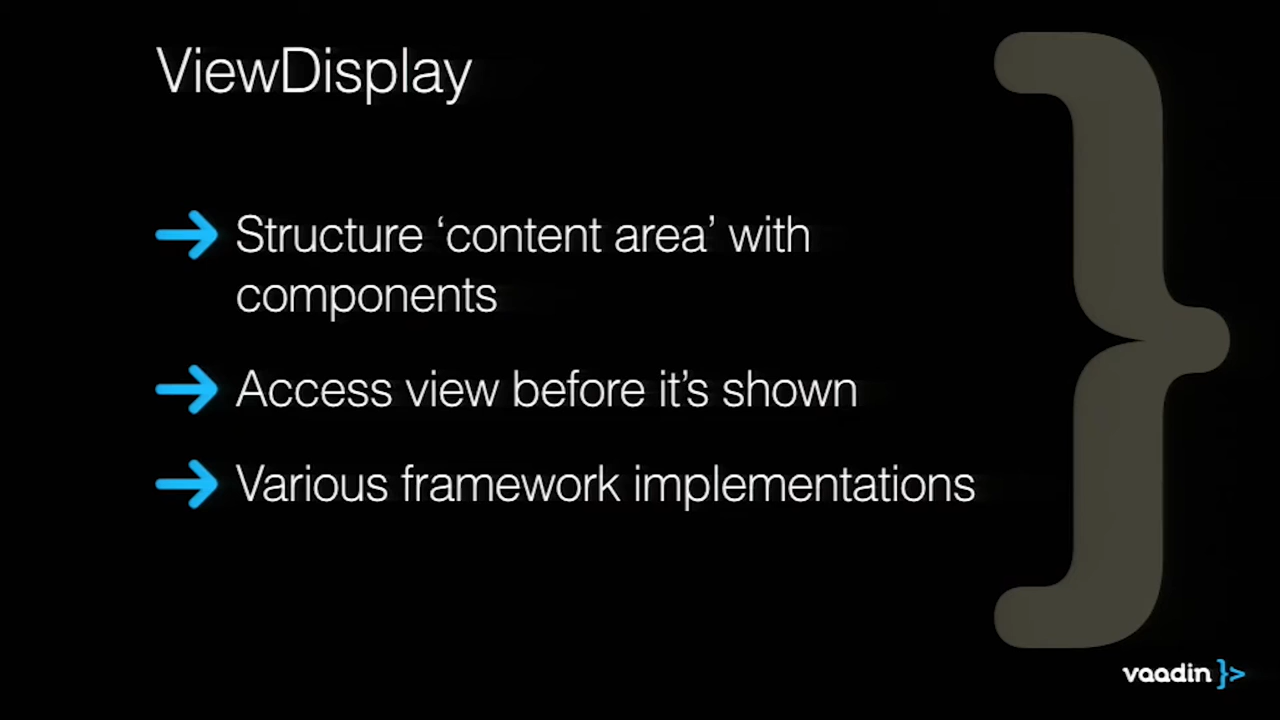 ViewDisplay
Structure ‘content area’ with
components
Access view before it’s shown
Various framework implementations
vaadin }>